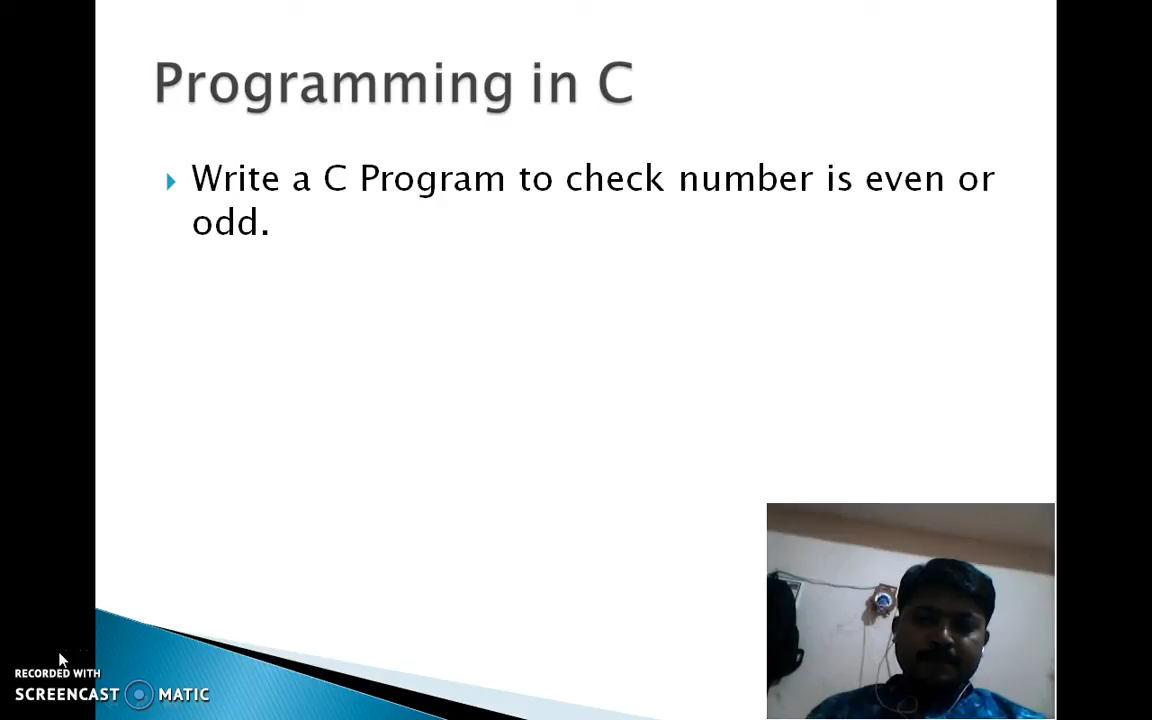 Programming in C
Write a C Program to check number is even or
odd.
RECORDED WITH
SCREENCAST MATIC